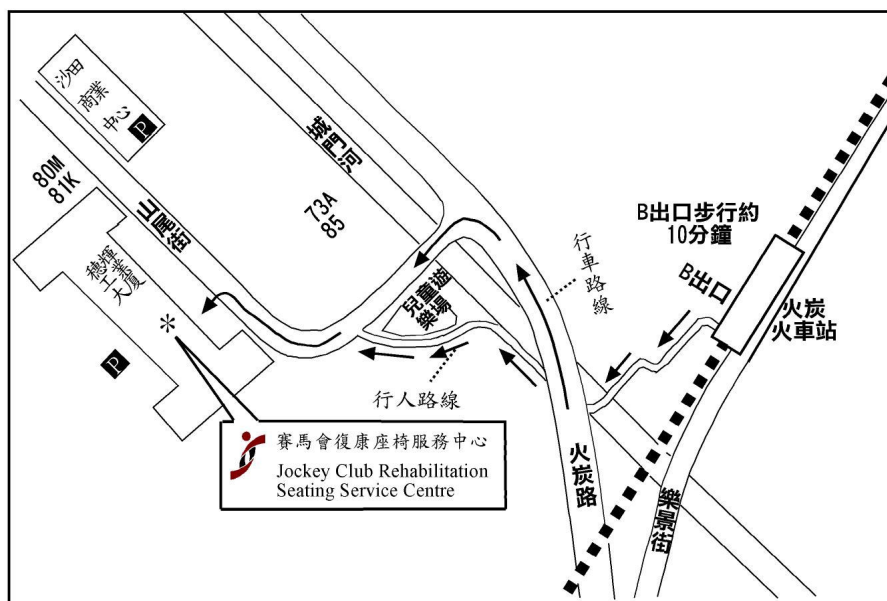 沙田
商業
中心
P
80M
81K
城門河
73A
85
山尾街
穗輝
工業
大廈
P
兒童遊
樂場
行車路線
B出口步行約
10分鐘
B出口
火炭
火車站
行人路線
火炭路
樂景街
賽馬會復康座椅服務中心
Jockey Club Rehabilitation
Seating Service Centre